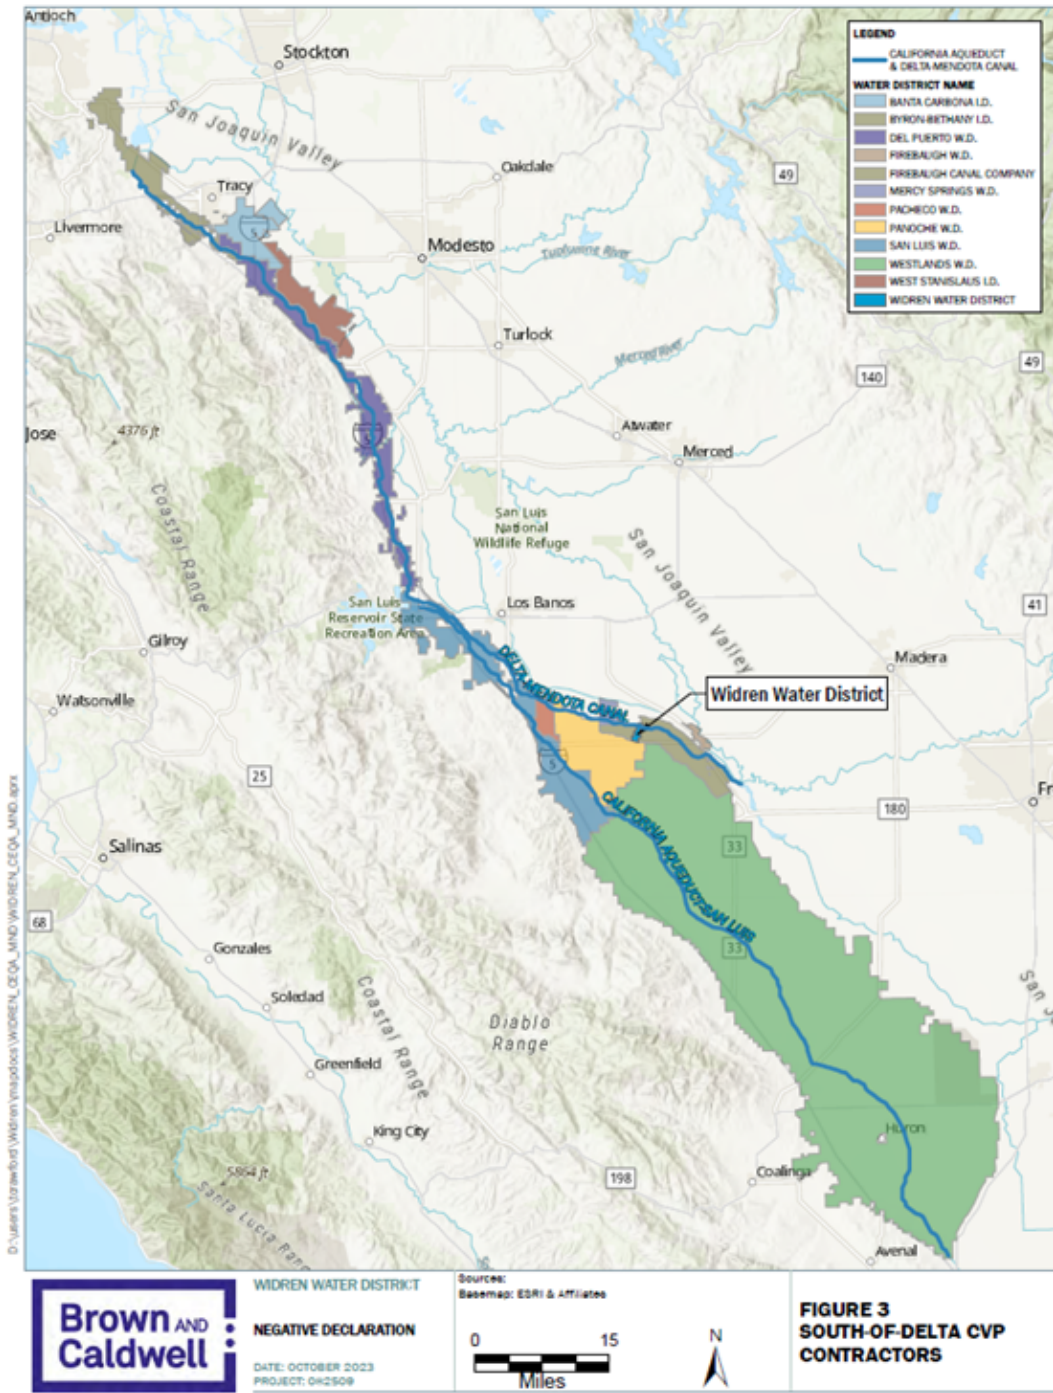 Antioch
Stockton
San Joaquin Valley
Oakdale
49
Tracy
Livermore
5
Modesto
Tuolumne River
Turlock
Merced River
140
49
Jose
4376 ft
5
Atwater
Merced
Coastal Range
San Luis
National
Wildlife Refuge
San Joaquin Valley
San Luis
Reservoir State
Recreation Area
Los Banos
41
Gilroy
Madera
DELTA-MENDOTA CANAL
Widren Water District
Watsonville
25
5
Fr
180
CALIFORNIA AQUEDUCT-SAN LUIS
33
Salinas
68
33
Gonzales
Soledad
Coastal Range
Diablo
Range
San J
Greenfield
King City
Huron
5864 ft
198
Coalinga
Santa Lucia Ran
Avenal
LEGEND
CALIFORNIA AQUEDUCT
& DELTA-MENDOTA CANAL
WATER DISTRICT NAME
BANTA CARBONA I.D.
BYRON-BETHANY I.D.
DEL PUERTO W.D.
FIREBAUGH W.D.
FIREBAUGH CANAL COMPANY
MERCY SPRINGS W.D.
PACHECO W.D.
PANOCHE W.D.
SAN LUIS W.D.
WESTLANDS W.D.
WEST STANISLAUS I.D.
WIDREN WATER DISTRICT
Brown AND
Caldwell
WIDREN WATER DISTRICT
NEGATIVE DECLARATION
DATE: OCTOBER 2023
Sources:
Basemap: ESRI & Affiliates
0 15
Miles
N
FIGURE 3
SOUTH-OF-DELTA CVP
CONTRACTORS